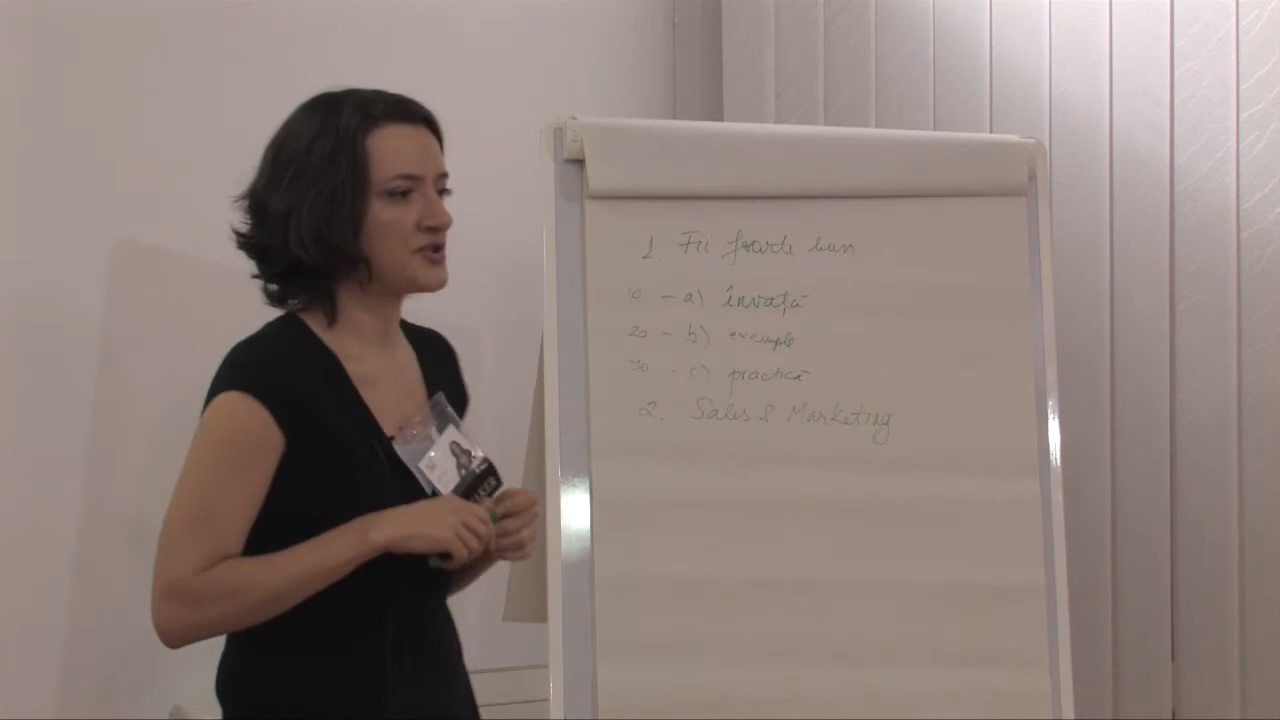 1. Fii foarte bun
10 - a) învață
20 - b) exemple
70 - c) practică
2. Sales & Marketing